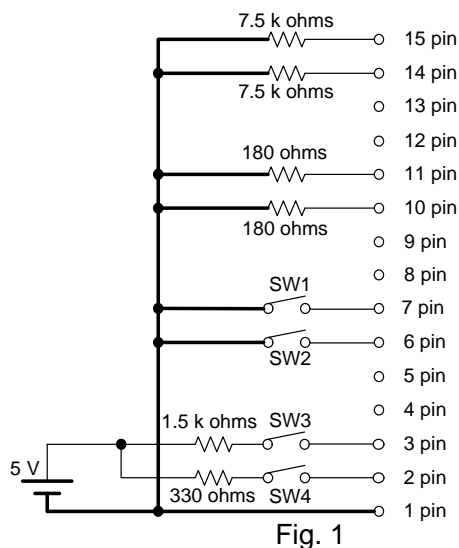 7.5 k ohms
15 pin
14 pin
7.5 k ohms
13 pin
12 pin
180 ohms
11 pin
10 pin
180 ohms
9 pin
8 pin
SW1
7 pin
6 pin
SW2
5 pin
4 pin
1.5 k ohms
SW3
3 pin
5 V
2 pin
330 ohms
SW4
1 pin
Fig. 1